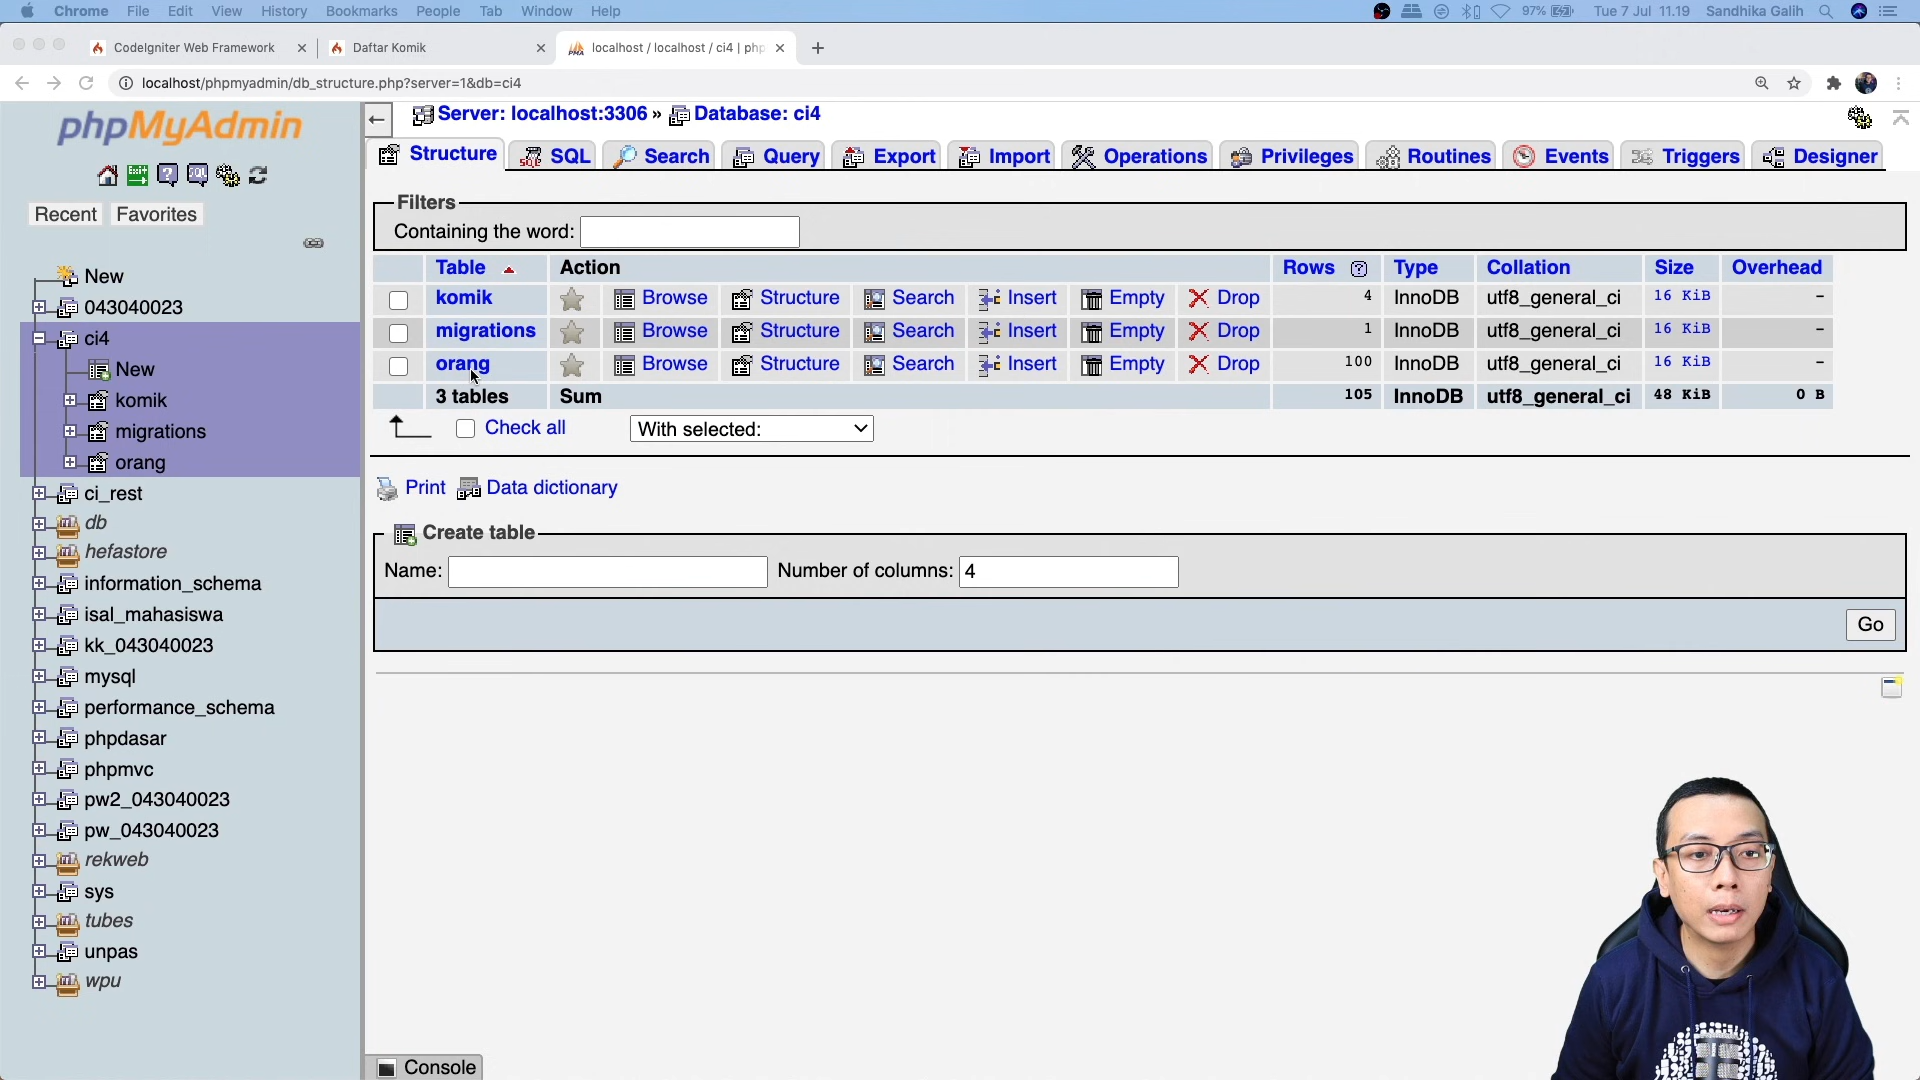 Chrome File Edit View History Bookmarks People Tab Window Help 97% Tue 7 Jul 11.19 Sandhika Galih
CodeIgniter Web Framework
Daftar Komik
localhost / localhost / ci4 | php
localhost/phpmyadmin/db_structure.php?server=1&db=ci4
phpMyAdmin
Recent Favorites
New
043040023
ci4
New
komik
migrations
orang
ci_rest
db
hefastore
information_schema
isal_mahasiswa
kk_043040023
mysql
performance_schema
phpdasar
phpmvc
pw2_043040023
pw_043040023
rekweb
sys
tubes
unpas
wpu
Server: localhost:3306 » Database: ci4
Structure SQL Search Query Export Import Operations Privileges Routines Events Triggers Designer
Filters
Containing the word:
Table Action Rows Type Collation Size Overhead
komik Browse Structure Search Insert Empty Drop 4 InnoDB utf8_general_ci 16 KiB –
migrations Browse Structure Search Insert Empty Drop 1 InnoDB utf8_general_ci 16 KiB –
orang Browse Structure Search Insert Empty Drop 100 InnoDB utf8_general_ci 16 KiB –
3 tables Sum 105 InnoDB utf8_general_ci 48 KiB 0 B
Check all With selected:
Print Data dictionary
Create table
Name: Number of columns: 4
Go
Console